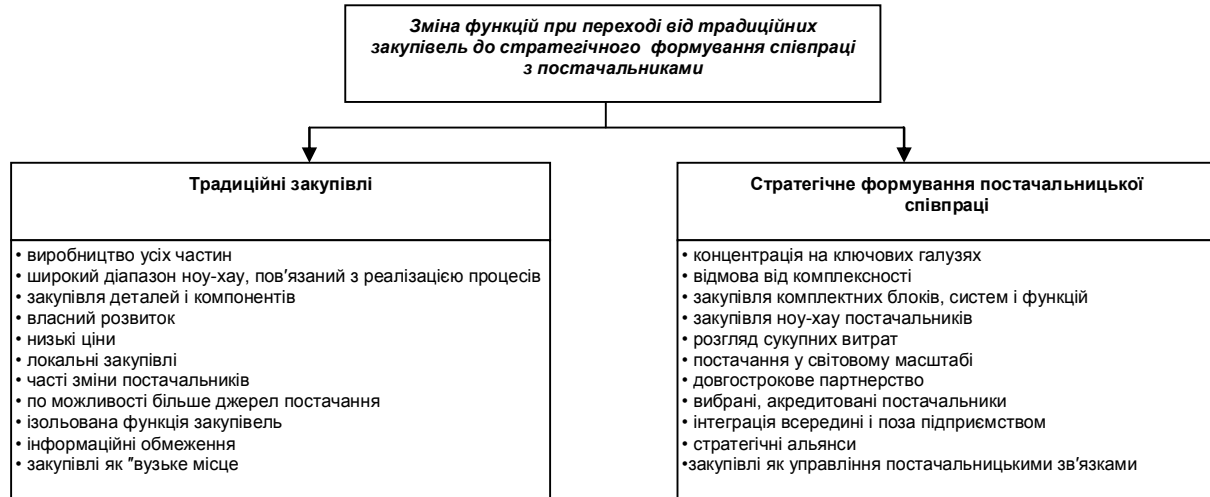 Зміна функцій при переході від традиційних
закупівель до стратегічного формування співпраці
з постачальниками
Традиційні закупівлі
• виробництво усіх частин
• широкий діапазон ноу-хау, пов'язаний з реалізацією процесів
• закупівля деталей і компонентів
• власний розвиток
• низькі ціни
• локальні закупівлі
• часті зміни постачальників
• по можливості більше джерел постачання
• ізольована функція закупівель
• інформаційні обмеження
• закупівлі як "вузьке місце
Стратегічне формування постачальницької
співпраці
• концентрація на ключових галузях
• відмова від комплексності
• закупівля комплектних блоків, систем і функцій
• закупівля ноу-хау постачальників
• розгляд сукупних витрат
• постачання у світовому масштабі
• довгострокове партнерство
• вибрані, акредитовані постачальники
• інтеграція всередині і поза підприємством
• стратегічні альянси
•закупівлі як управління постачальницькими зв'язками